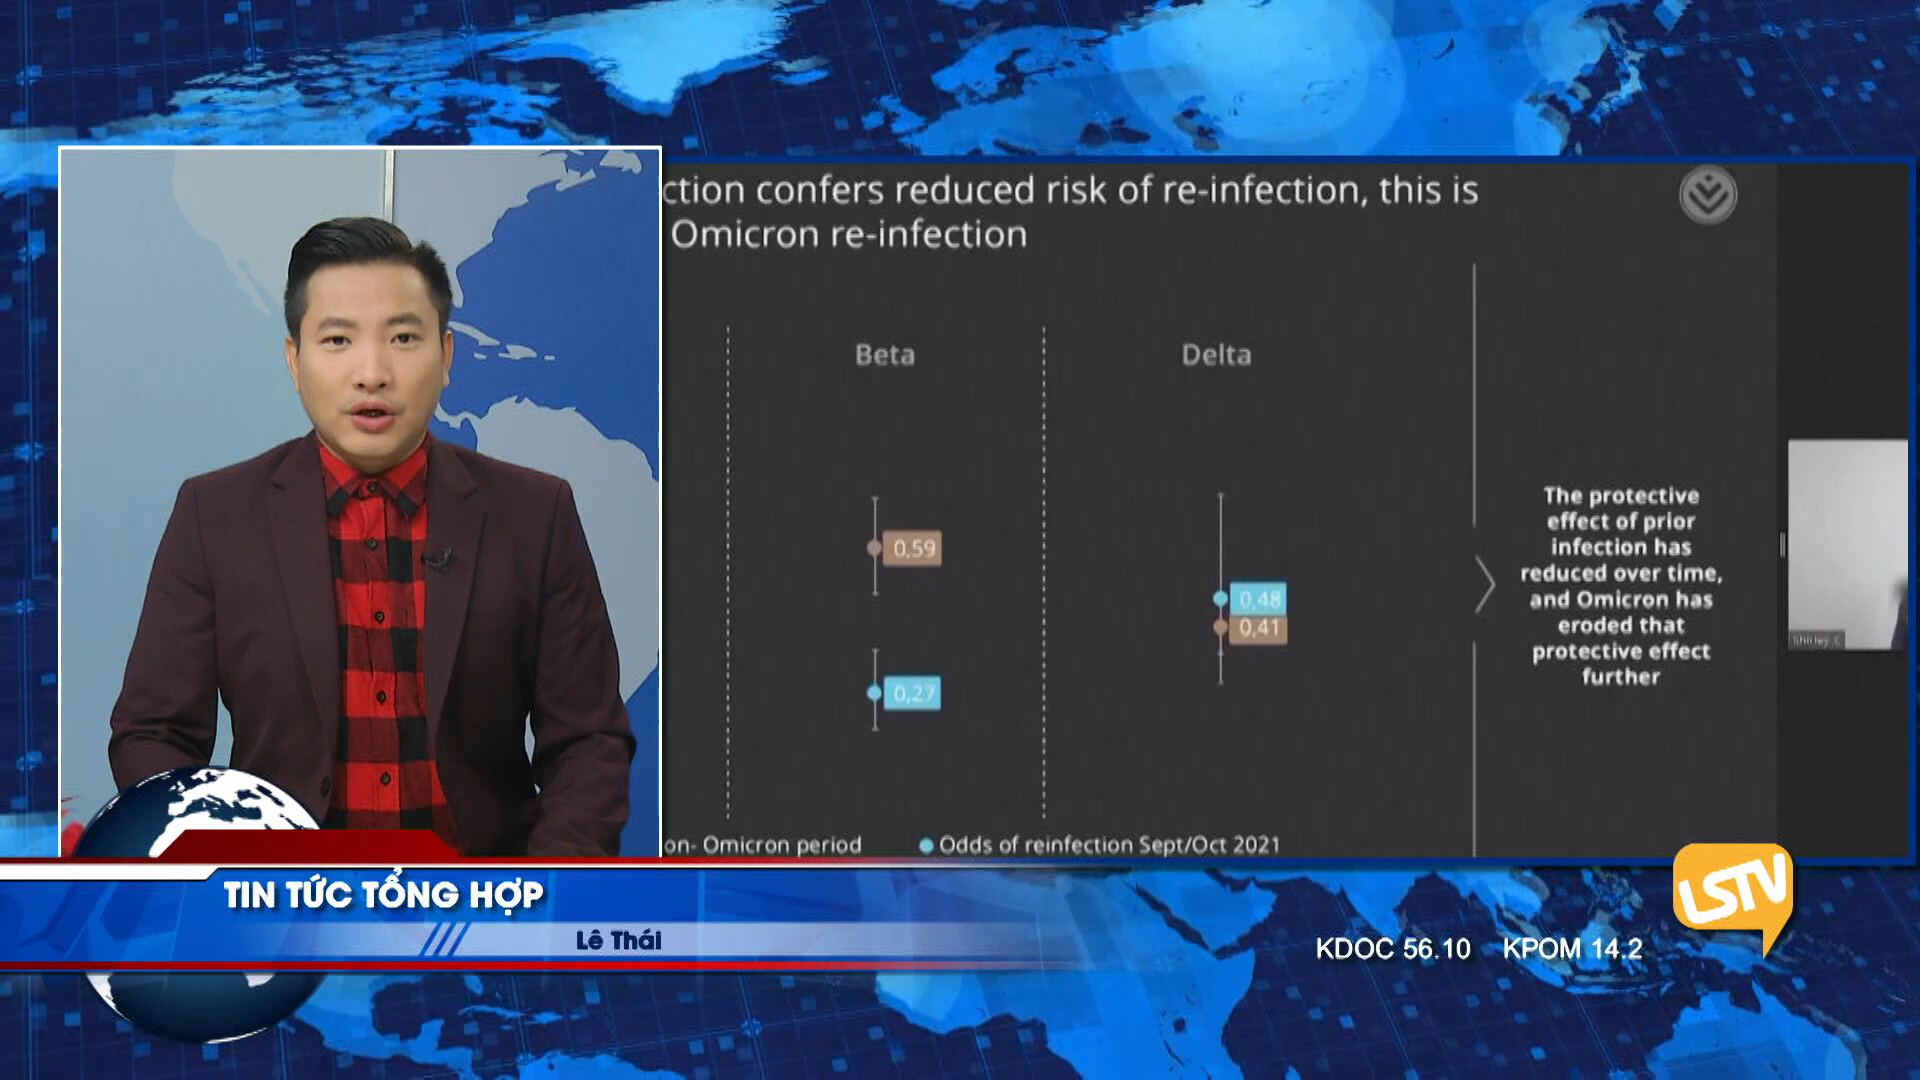 ction confers reduced risk of re-infection, this is
Omicron re-infection
Beta
Delta
0,59
0,27
0,48
0,41
The protective
effect of prior
infection has
reduced over time,
and Omicron has
eroded that
protective effect
further
Shirley C
on- Omicron period
Odds of reinfection Sept/Oct 2021
TIN TỨC TỔNG HỢP
Lê Thái
LSTV
KDOC 56.10 KPOM 14.2